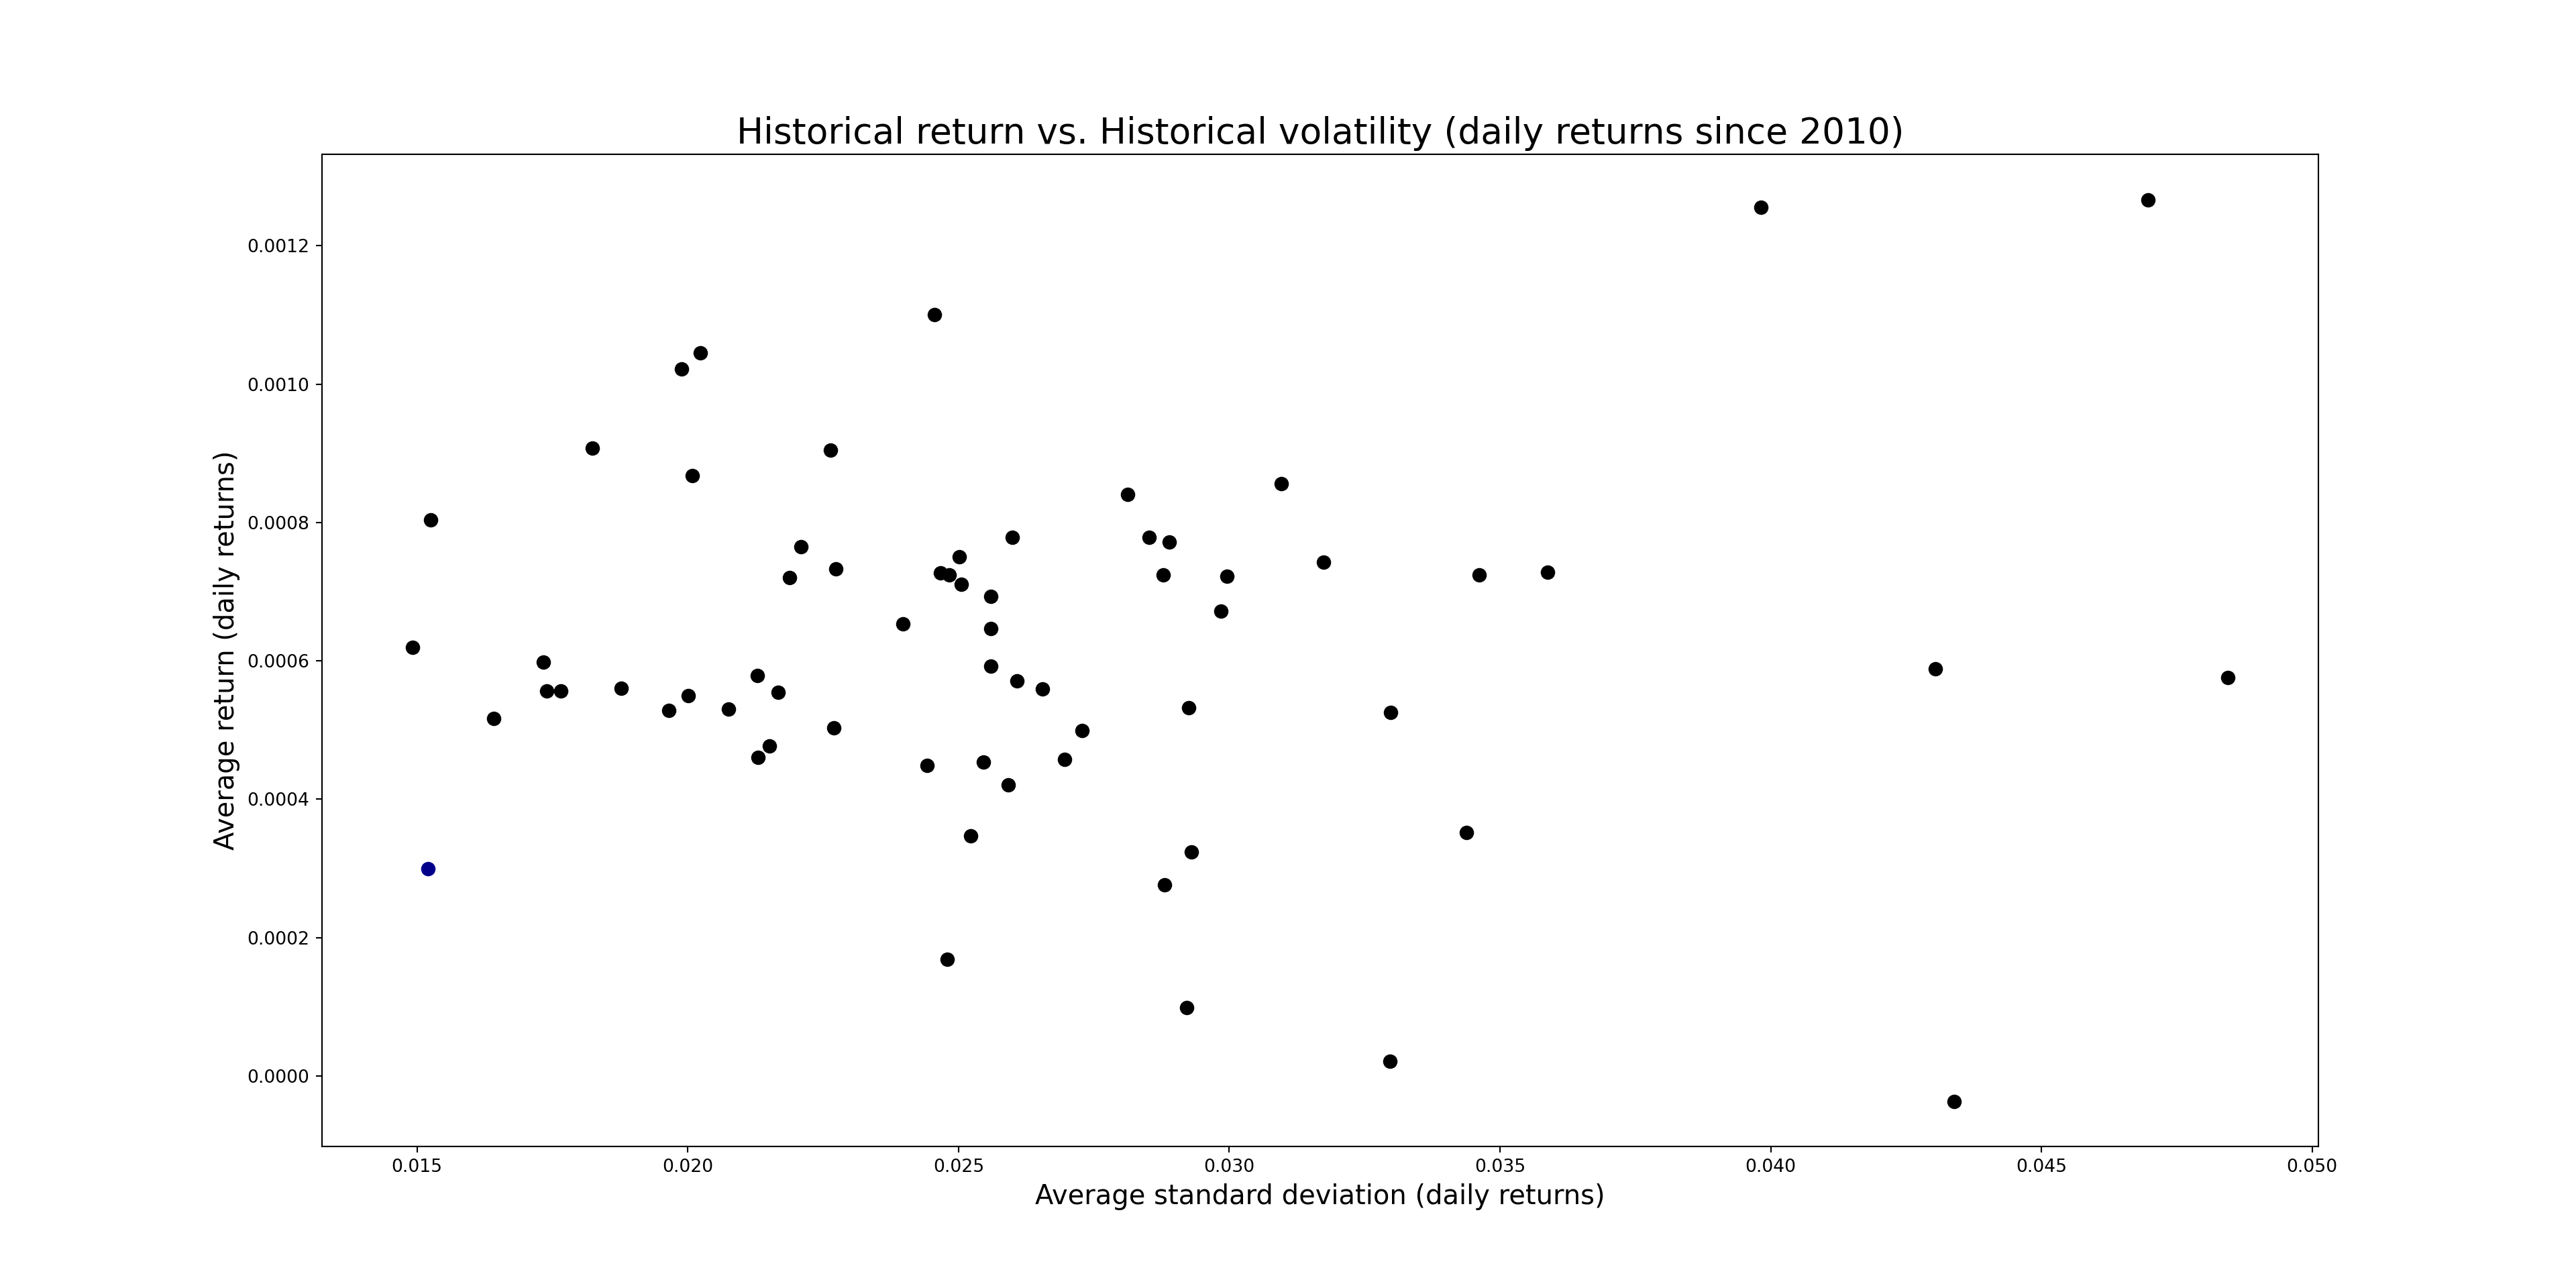 Historical return vs. Historical volatility (daily returns since 2010)
Average return (daily returns)
0.0012
0.0010
0.0008
0.0006
0.0004
0.0002
0.0000
0.015 0.020 0.025 0.030 0.035 0.040 0.045 0.050
Average standard deviation (daily returns)